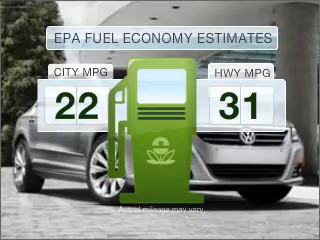 EPA FUEL ECONOMY ESTIMATES
CITY MPG
HWY MPG
22
31
Actual mileage may vary.